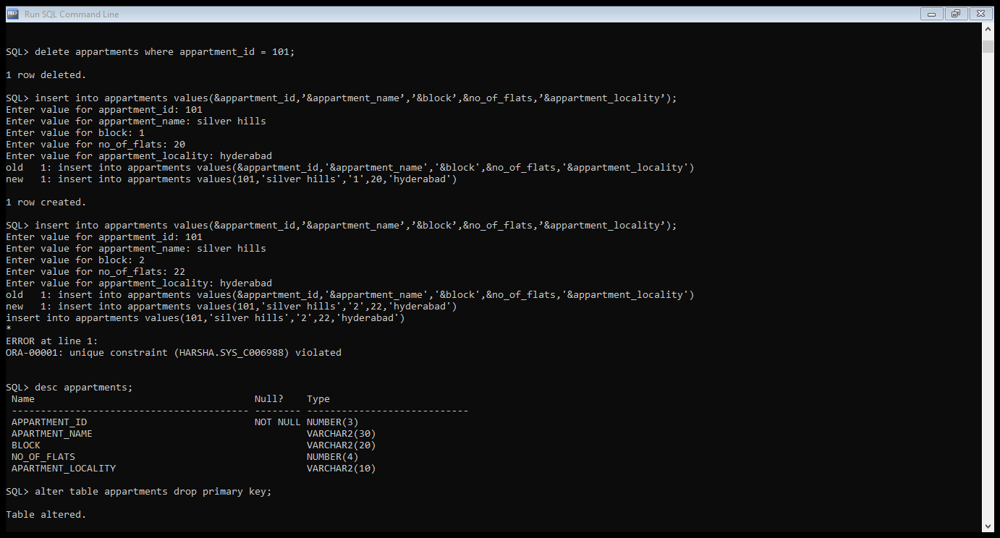 SQL> Run SQL Command Line
SQL> delete appartments where appartment_id = 101;
1 row deleted.
SQL> insert into appartments values(&appartment_id,’&appartment_name’,’&block’,&no_of_flats,’&appartment_locality’);
Enter value for appartment_id: 101
Enter value for appartment_name: silver hills
Enter value for block: 1
Enter value for no_of_flats: 20
Enter value for appartment_locality: hyderabad
old   1: insert into appartments values(&appartment_id,'&appartment_name','&block',&no_of_flats,'&appartment_locality')
new   1: insert into appartments values(101,'silver hills','1',20,'hyderabad')
1 row created.
SQL> insert into appartments values(&appartment_id,’&appartment_name’,’&block’,&no_of_flats,’&appartment_locality’);
Enter value for appartment_id: 101
Enter value for appartment_name: silver hills
Enter value for block: 2
Enter value for no_of_flats: 22
Enter value for appartment_locality: hyderabad
old   1: insert into appartments values(&appartment_id,'&appartment_name','&block',&no_of_flats,'&appartment_locality')
new   1: insert into appartments values(101,'silver hills','2',22,'hyderabad')
insert into appartments values(101,'silver hills','2',22,'hyderabad')
*
ERROR at line 1:
ORA-00001: unique constraint (HARSHA.SYS_C006988) violated
SQL> desc appartments;
 Name                                      Null?    Type
 ----------------------------------------- -------- ----------------------------
 APPARTMENT_ID                             NOT NULL NUMBER(3)
 APARTMENT_NAME                                     VARCHAR2(30)
 BLOCK                                              VARCHAR2(20)
 NO_OF_FLATS                                        NUMBER(4)
 APARTMENT_LOCALITY                                 VARCHAR2(10)
SQL> alter table appartments drop primary key;
Table altered.